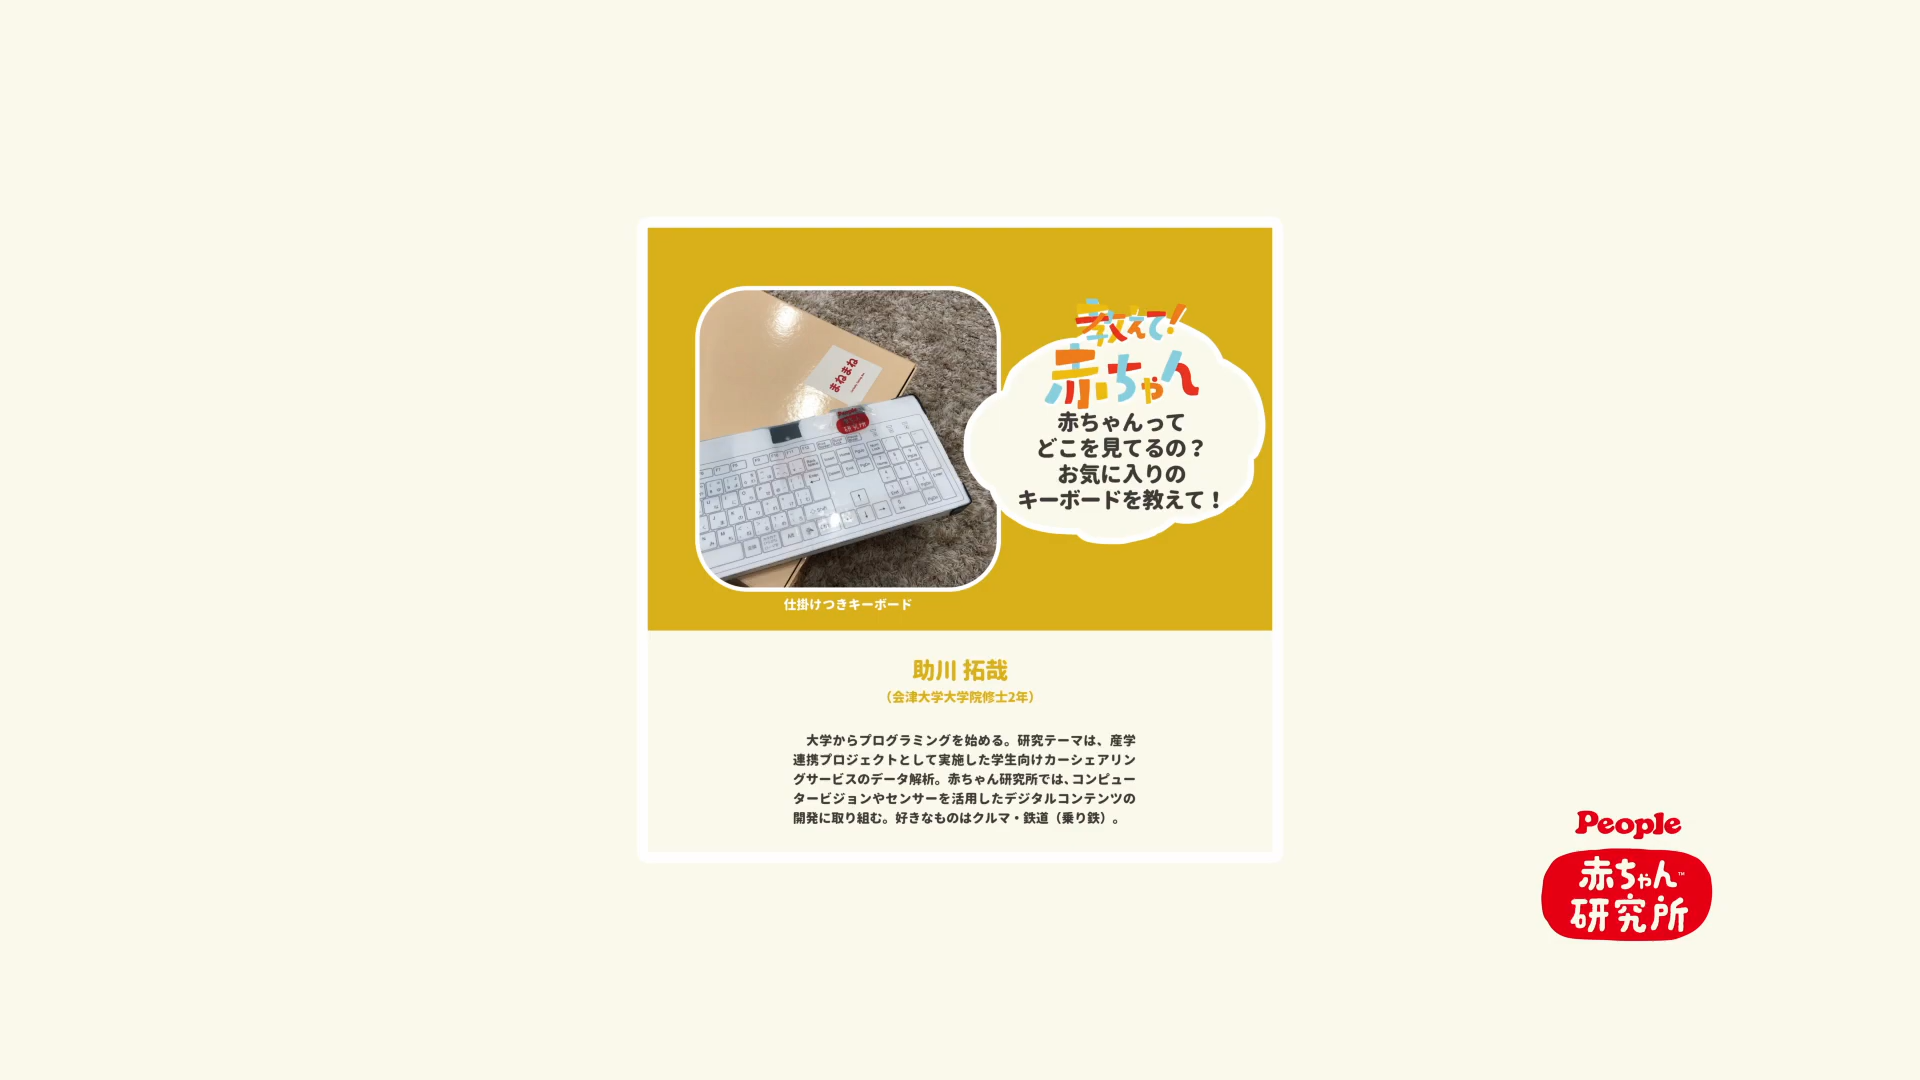 教えて!
赤ちゃん
赤ちゃんって
どこを見てるの？
お気に入りの
キーボードを教えて！
まねまね
People
仕掛けつきキーボード
助川 拓哉
（会津大学大学院修士2年）
大学からプログラミングを始める。研究テーマは、産学
連携プロジェクトとして実施した学生向けカーシェアリン
グサービスのデータ解析。赤ちゃん研究所では、コンピュー
タービジョンやセンサーを活用したデジタルコンテンツの
開発に取り組む。好きなものはクルマ・鉄道（乗り鉄）。
People
赤ちゃん™
研究所